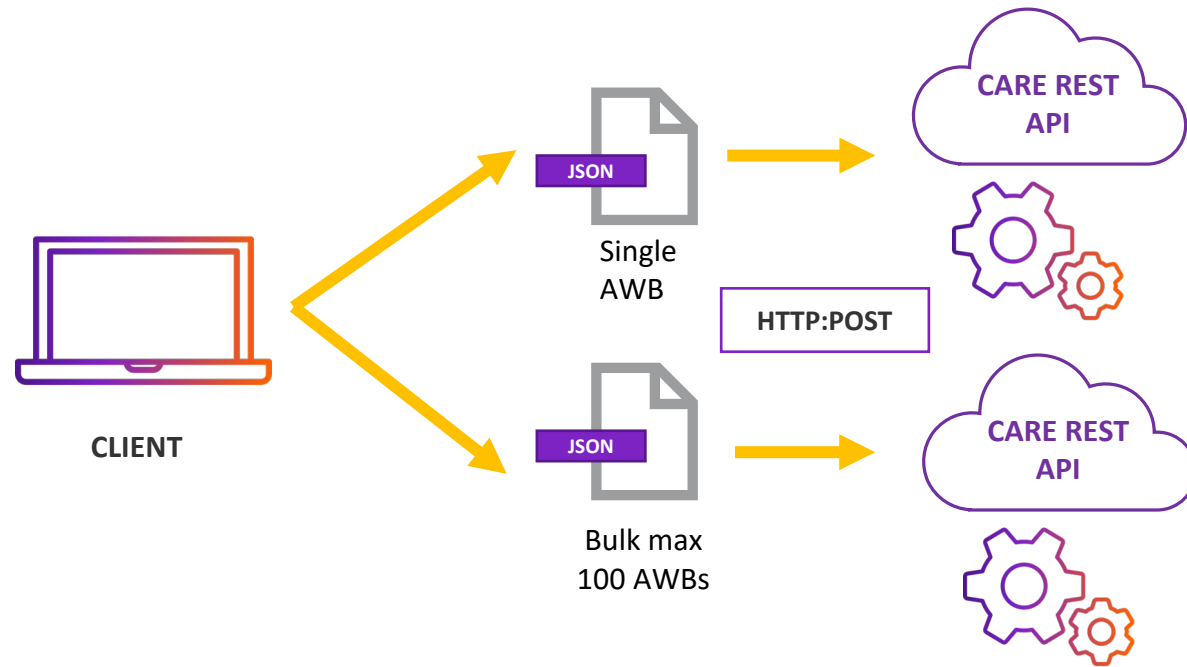 CARE REST
API
JSON
Single
AWB
HTTP:POST
CLIENT
JSON
Bulk max
100 AWBs
CARE REST
API